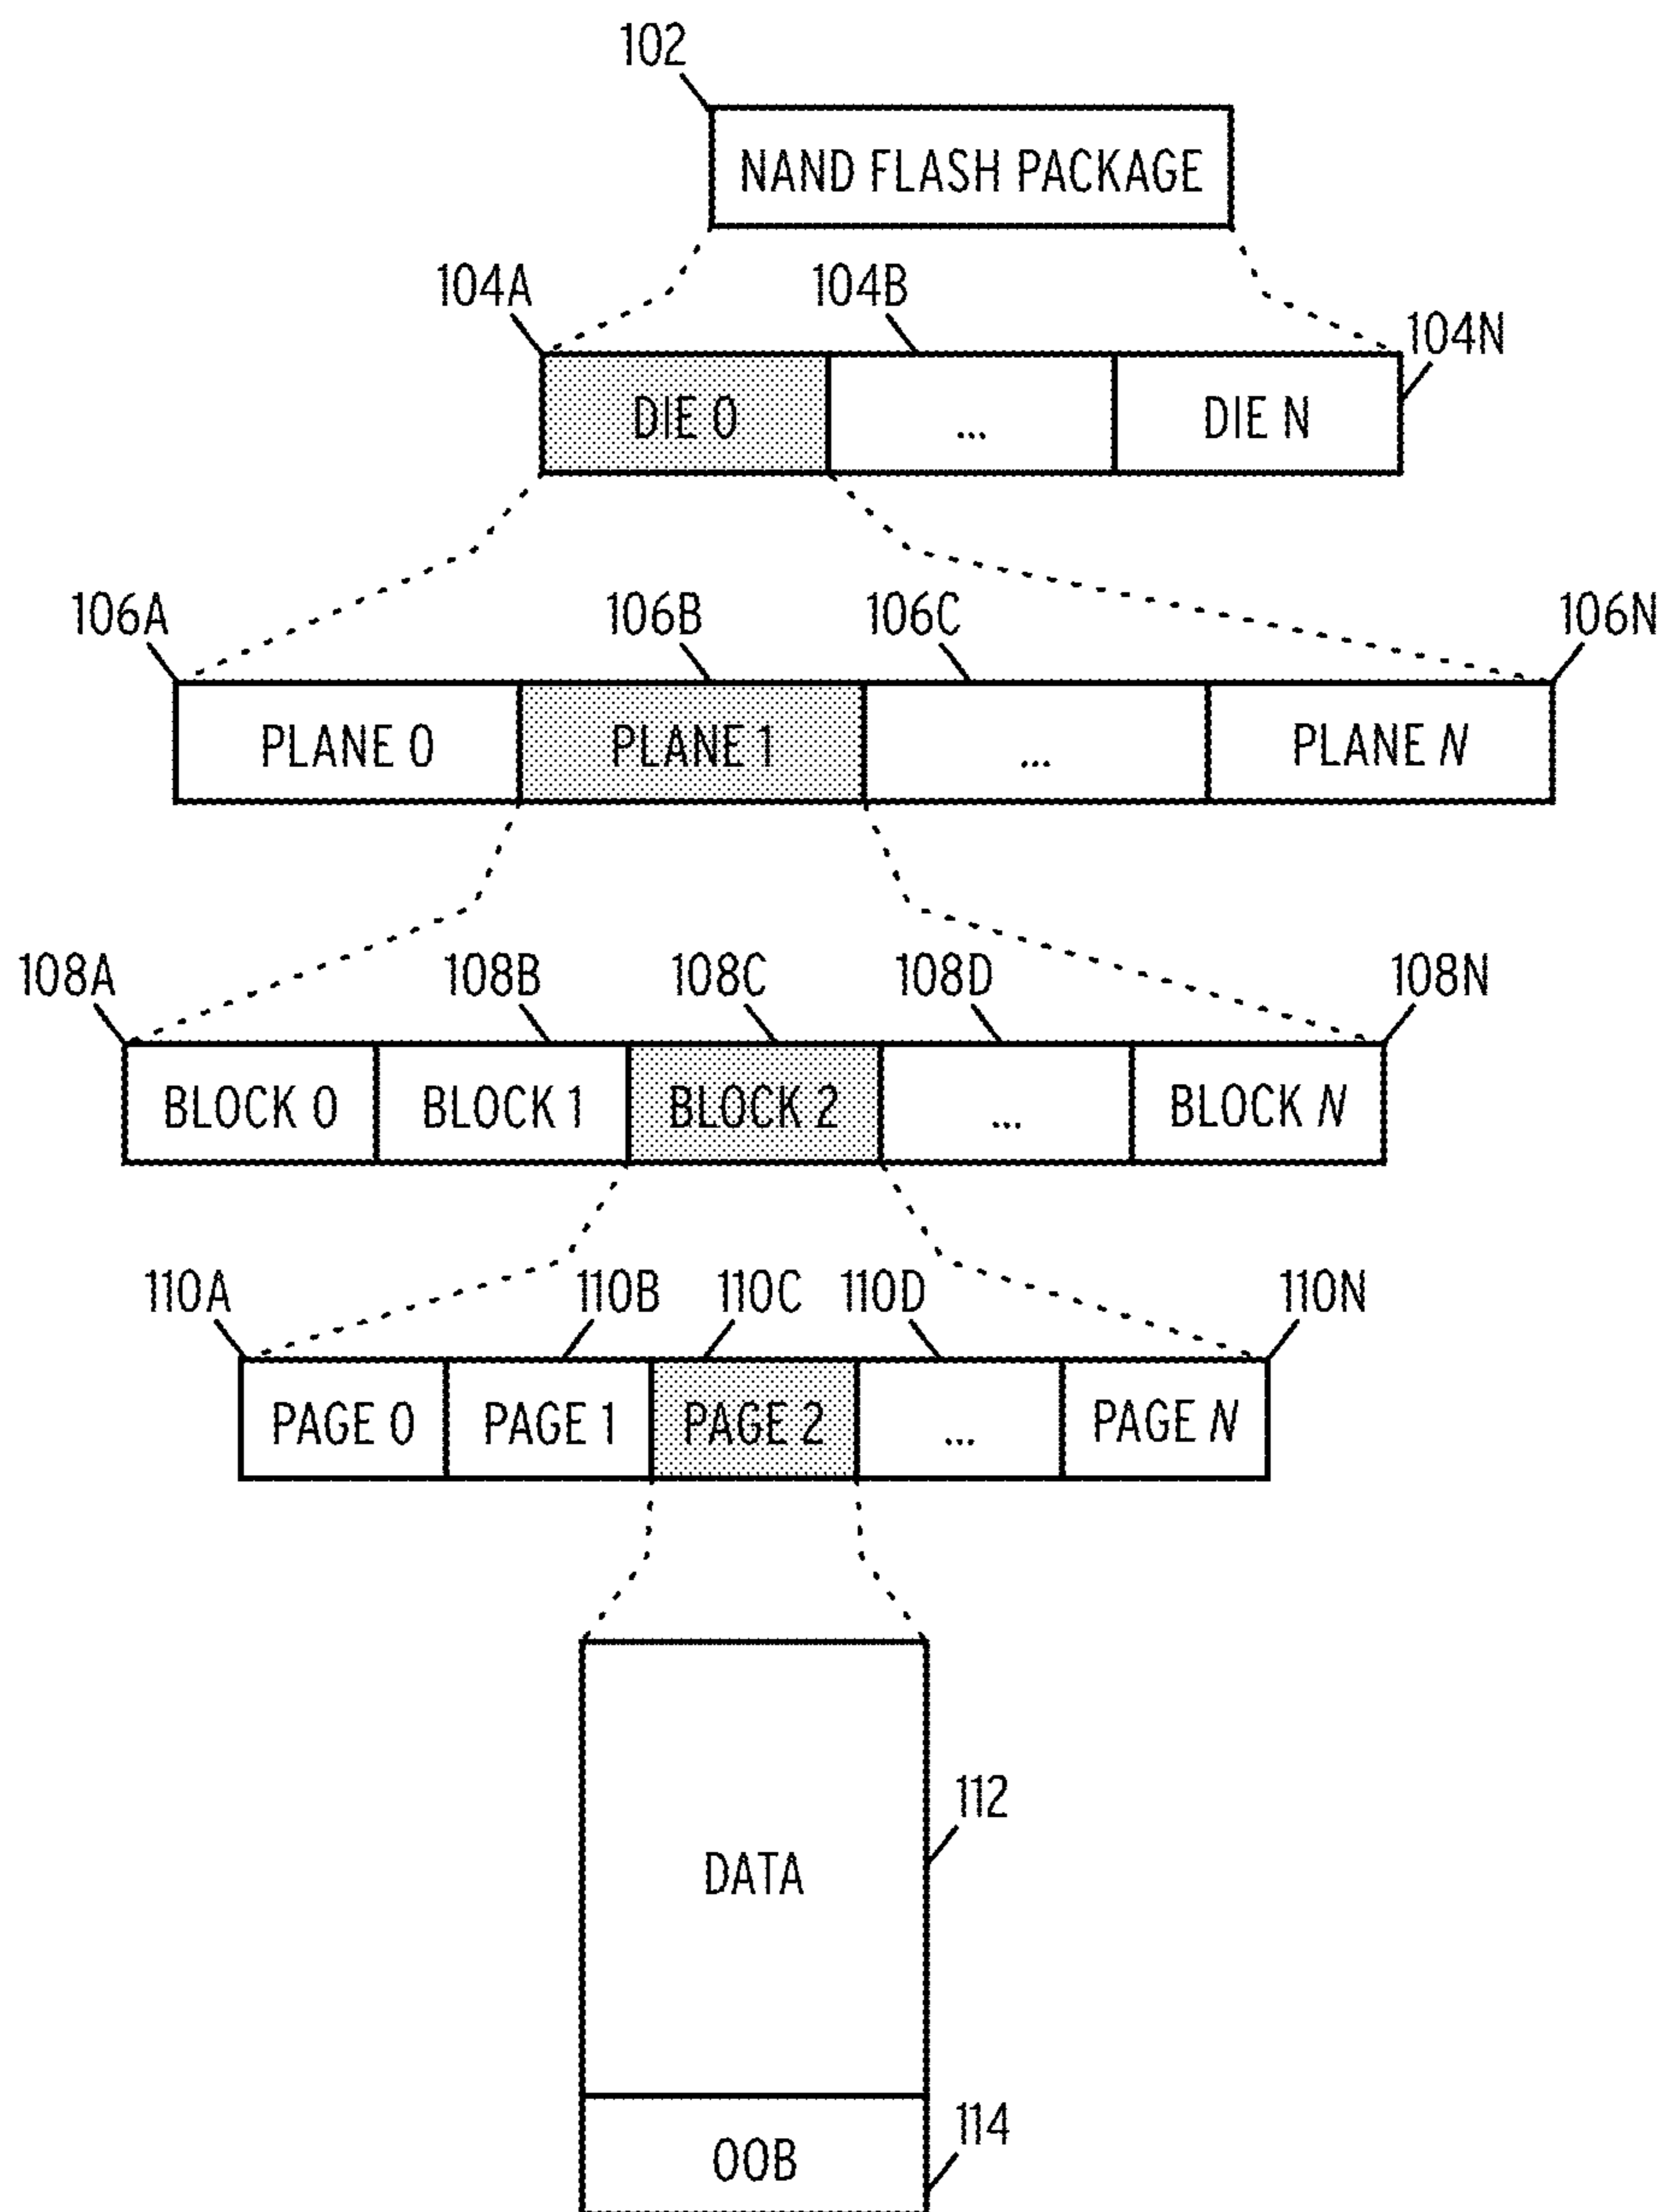 102
NAND FLASH PACKAGE
104A 104B 104N
DIE 0 ... DIE N
106A 106B 106C 106N
PLANE 0 PLANE 1 ... PLANE N
108A 108B 108C 108D 108N
BLOCK 0 BLOCK 1 BLOCK 2 ... BLOCK N
110A 110B 110C 110D 110N
PAGE 0 PAGE 1 PAGE 2 ... PAGE N
112
DATA
114
OOB